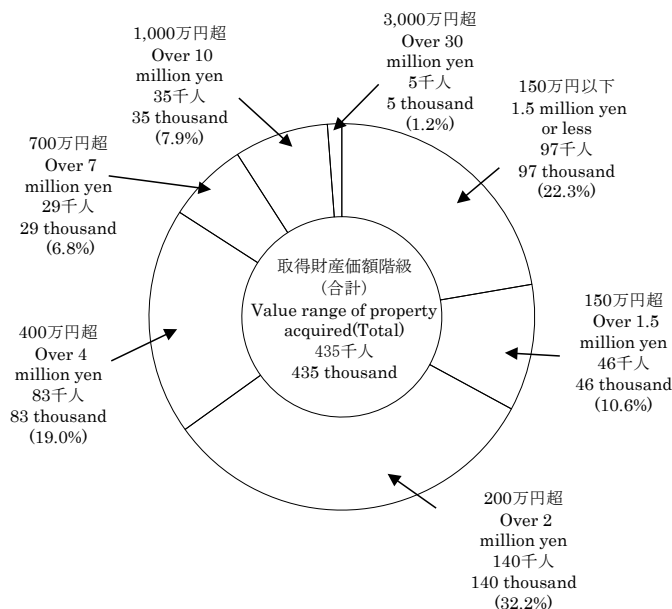 1,000万円超
Over 10
million yen
35千人
35 thousand
(7.9%)
3,000万円超
Over 30
million yen
5千人
5 thousand
(1.2%)
150万円以下
1.5 million yen
or less
97千人
97 thousand
(22.3%)
700万円超
Over 7
million yen
29千人
29 thousand
(6.8%)
取得財産価額階級
(合計)
Value range of property
acquired(Total)
435千人
435 thousand
150万円超
Over 1.5
million yen
46千人
46 thousand
(10.6%)
400万円超
Over 4
million yen
83千人
83 thousand
(19.0%)
200万円超
Over 2
million yen
140千人
140 thousand
(32.2%)